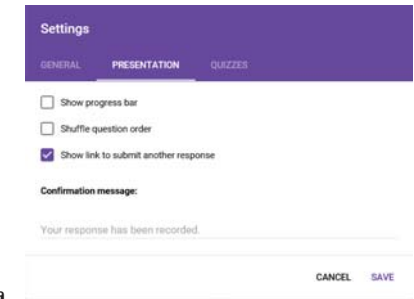 Settings
GENERAL PRESENTATION QUIZZES
Show progress bar
Shuffle question order
Show link to submit another response
Confirmation message:
Your response has been recorded.
CANCEL SAVE
a